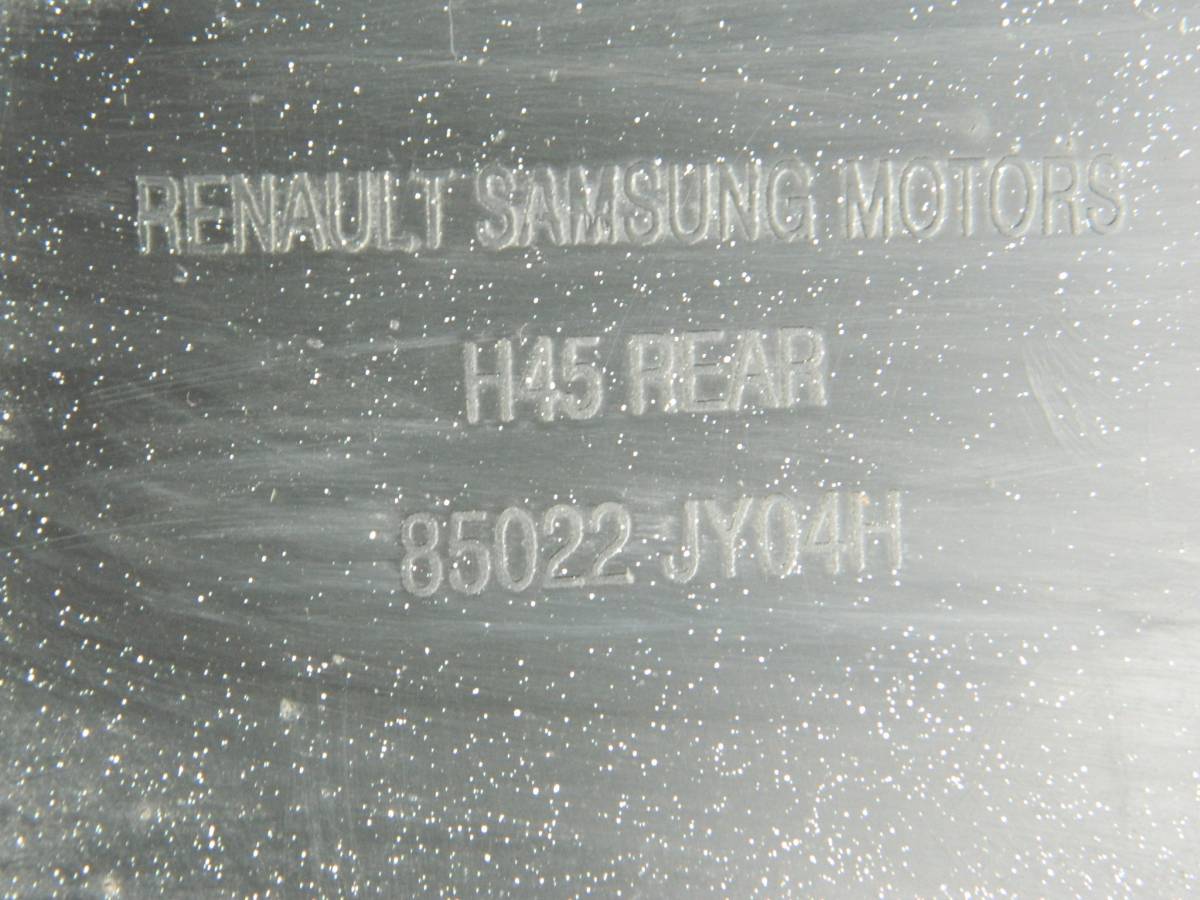 RENAULT SAMSUNG MOTORS
H45 REAR
85022 JY04H